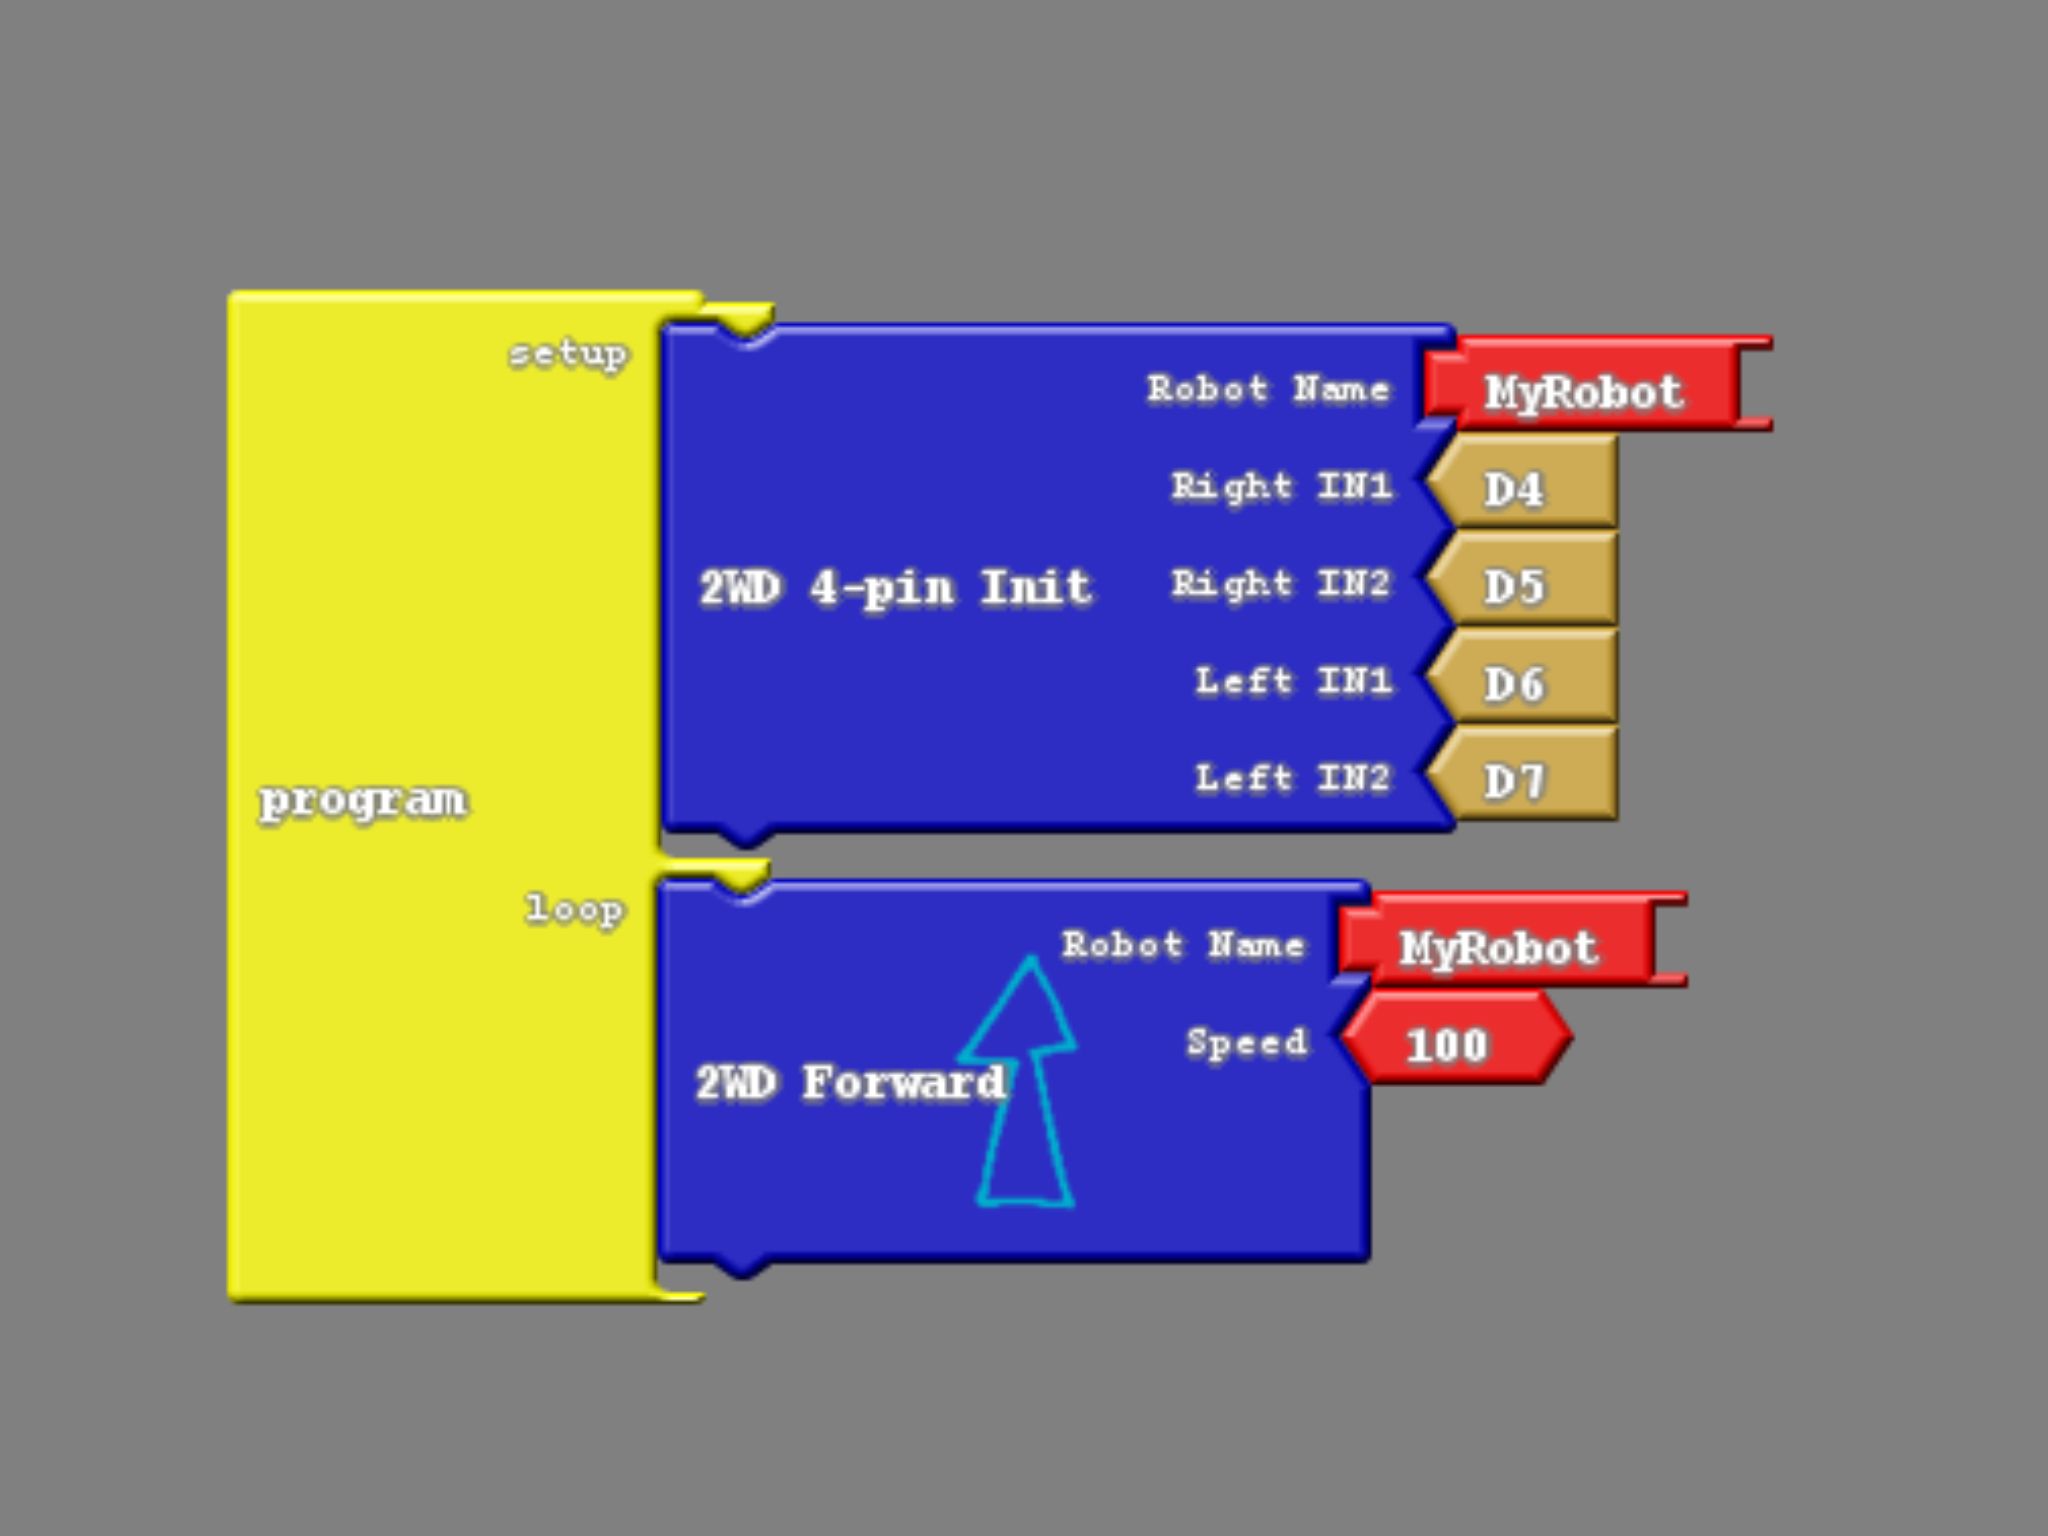 program
setup
2WD 4-pin Init
Robot Name MyRobot
Right IN1 D4
Right IN2 D5
Left IN1 D6
Left IN2 D7
loop
2WD Forward
Robot Name MyRobot
Speed 100